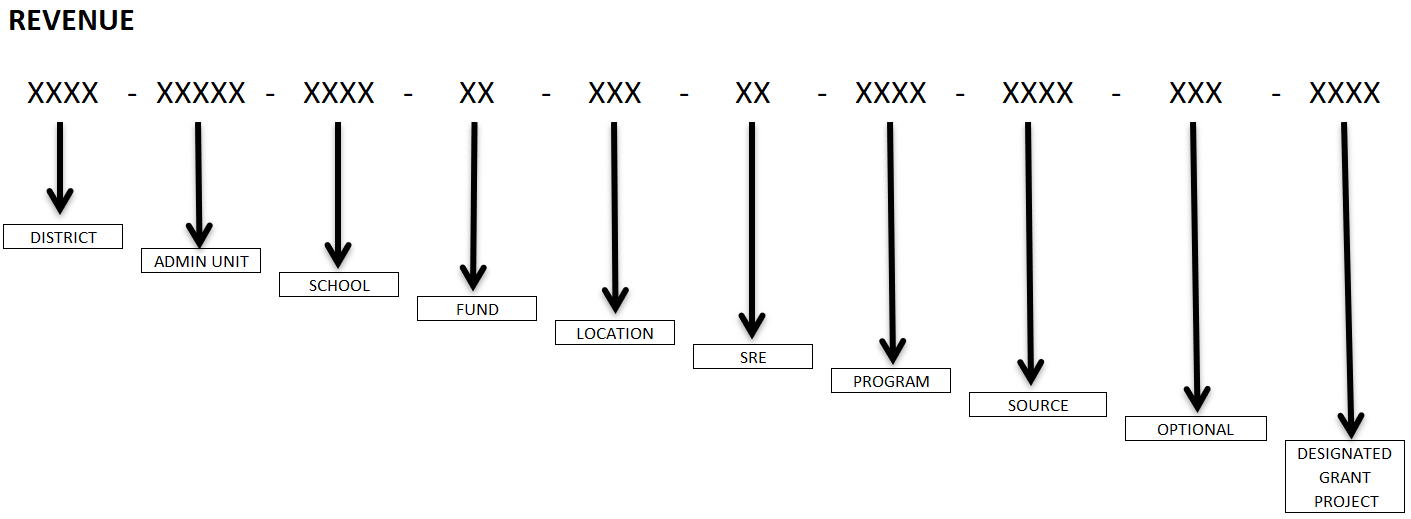 REVENUE
XXXX - XXXXX - XXXX - XX - XXX - XX - XXXX - XXXX - XXX - XXXX
DISTRICT
ADMIN UNIT
SCHOOL
FUND
LOCATION
SRE
PROGRAM
SOURCE
OPTIONAL
DESIGNATED
GRANT
PROJECT